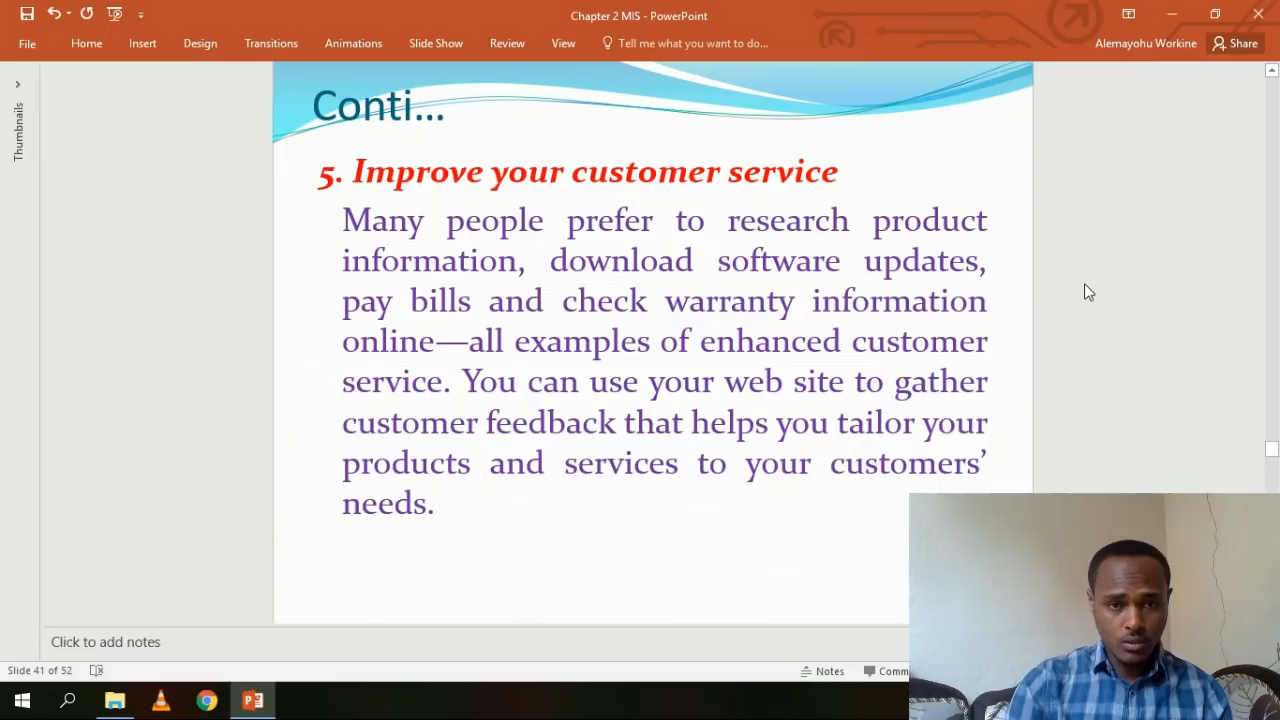 Chapter 2 MIS - PowerPoint
File Home Insert Design Transitions Animations Slide Show Review View Tell me what you want to do... Alemayohu Workine Share
Thumbnails
Conti...
5. Improve your customer service
Many people prefer to research product
information, download software updates,
pay bills and check warranty information
online—all examples of enhanced customer
service. You can use your web site to gather
customer feedback that helps you tailor your
products and services to your customers’
needs.
Click to add notes
Slide 41 of 52 Notes Comm